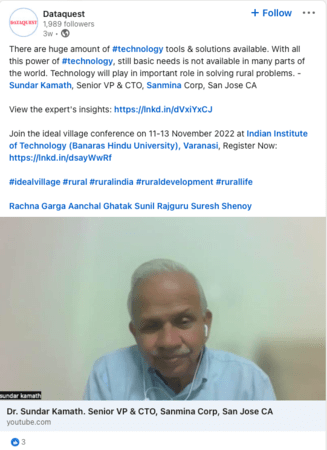 DATAQUEST
Dataquest
+ Follow
1,989 followers
3w
There are huge amount of #technology tools & solutions available. With all
this power of #technology, still basic needs is not available in many parts of
the world. Technology will play in important role in solving rural problems. -
Sundar Kamath, Senior VP & CTO, Sanmina Corp, San Jose CA
View the expert's insights: https://lnkd.in/dVxiYxCJ
Join the ideal village conference on 11-13 November 2022 at Indian Institute
of Technology (Banaras Hindu University), Varanasi, Register Now:
https://lnkd.in/dsayWwRf
#idealvillage #rural #ruralindia #ruraldevelopment #rurallife
Rachna Garga Aanchal Ghatak Sunil Rajguru Suresh Shenoy
sundar kamath
Dr. Sundar Kamath. Senior VP & CTO, Sanmina Corp, San Jose CA
youtube.com
3